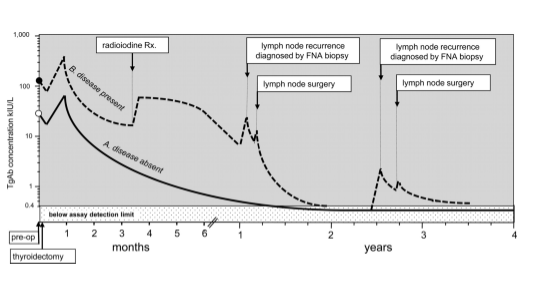 1,000
radioiodine Rx.
lymph node recurrence
diagnosed by FNA biopsy
lymph node recurrence
diagnosed by FNA biopsy
lymph node surgery
lymph node surgery
B. disease present
100
TgAb concentration kIU/L
10
A. disease absent
1
0.4
below assay detection limit
1 2 3 4 5 6 1 2 3 4
pre-op
months
years
thyroidectomy